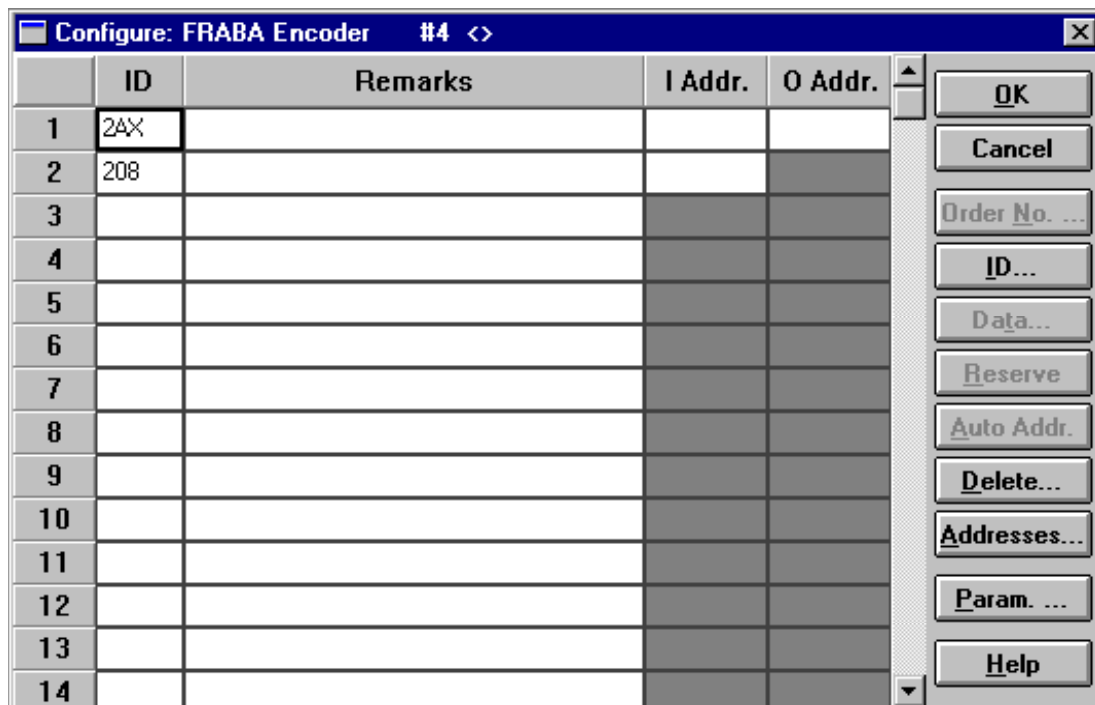 Configure: FRABA Encoder #4 <>
ID Remarks I Addr. O Addr.
1 2AX
2 208
3
4
5
6
7
8
9
10
11
12
13
14
OK
Cancel
Order No. ...
ID...
Data...
Reserve
Auto Addr.
Delete...
Addresses...
Param. ...
Help